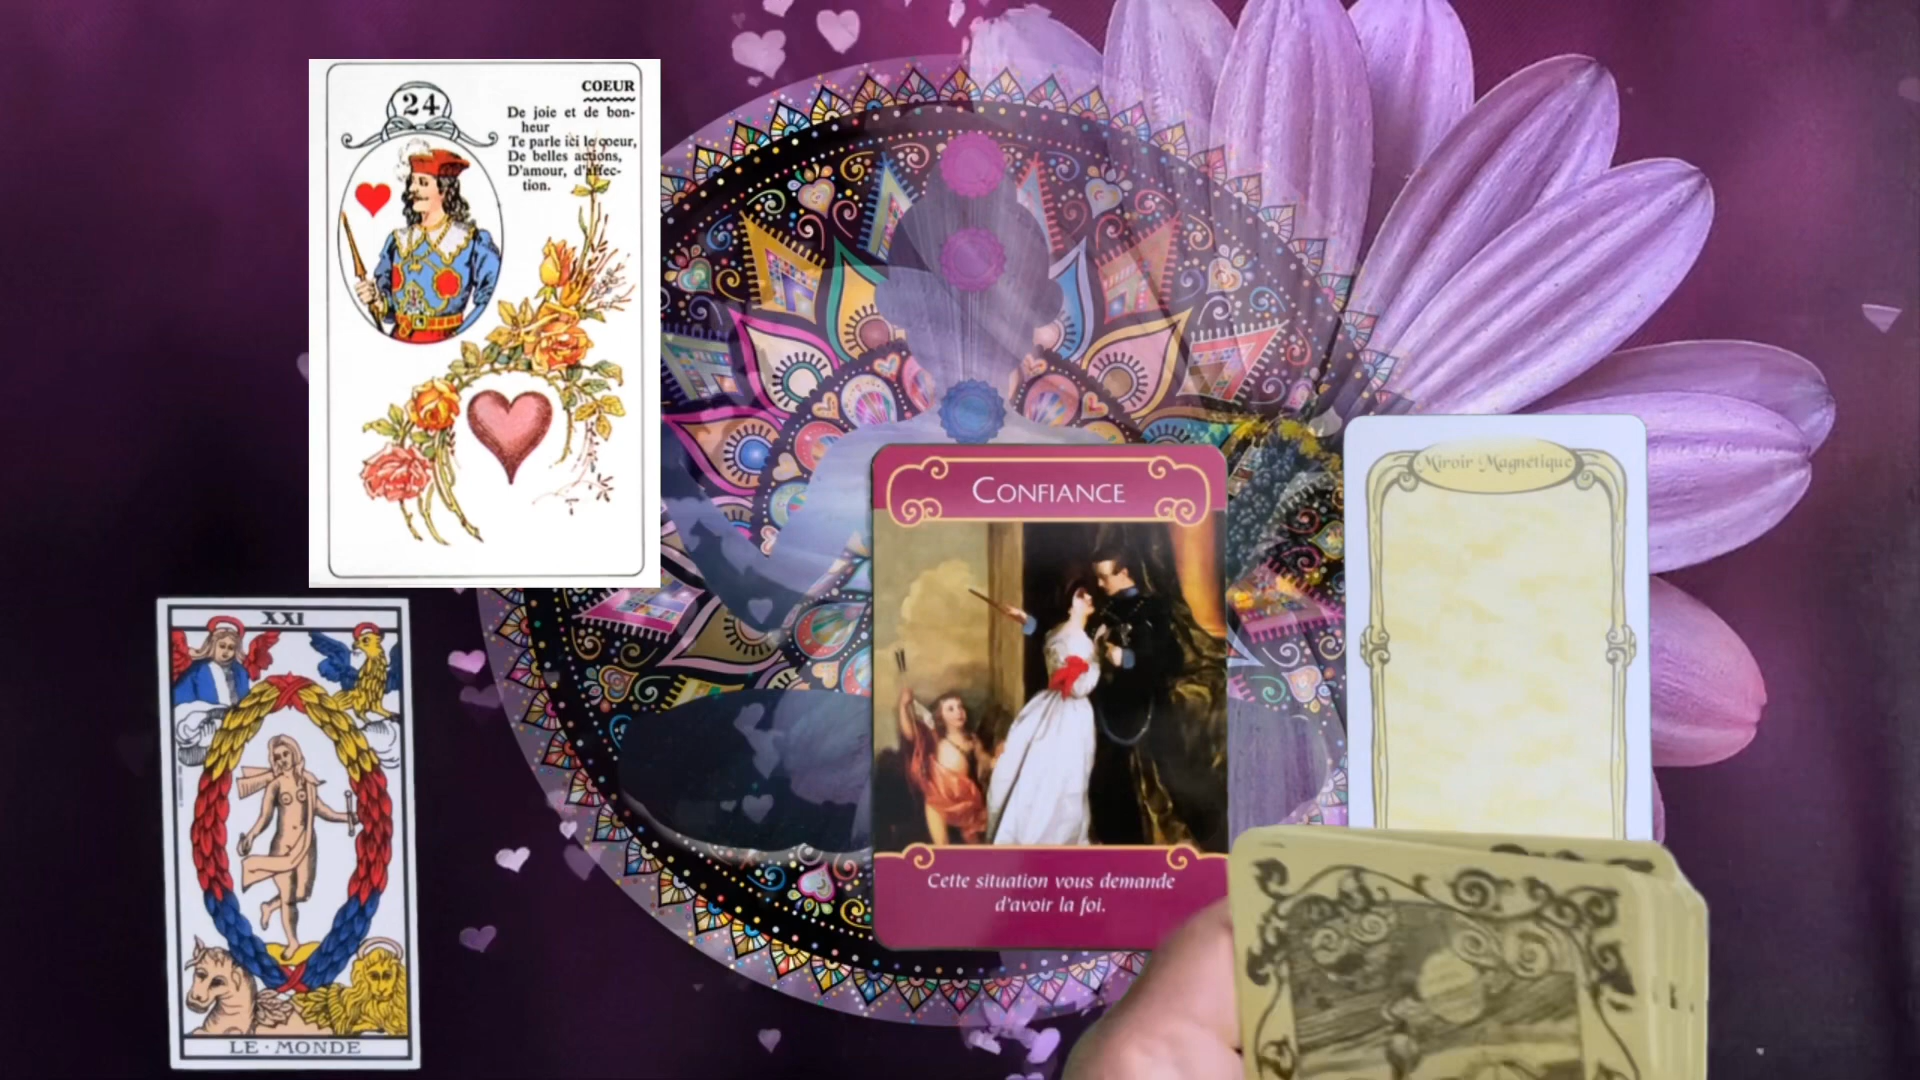 24
COEUR
De joie et de bon-
heur
Te parle ici le coeur,
De belles actions,
D'amour, d'affec-
tion.
XXI
LE • MONDE
CONFIANCE
Cette situation vous demande
d'avoir la foi.
Miroir Magnétique